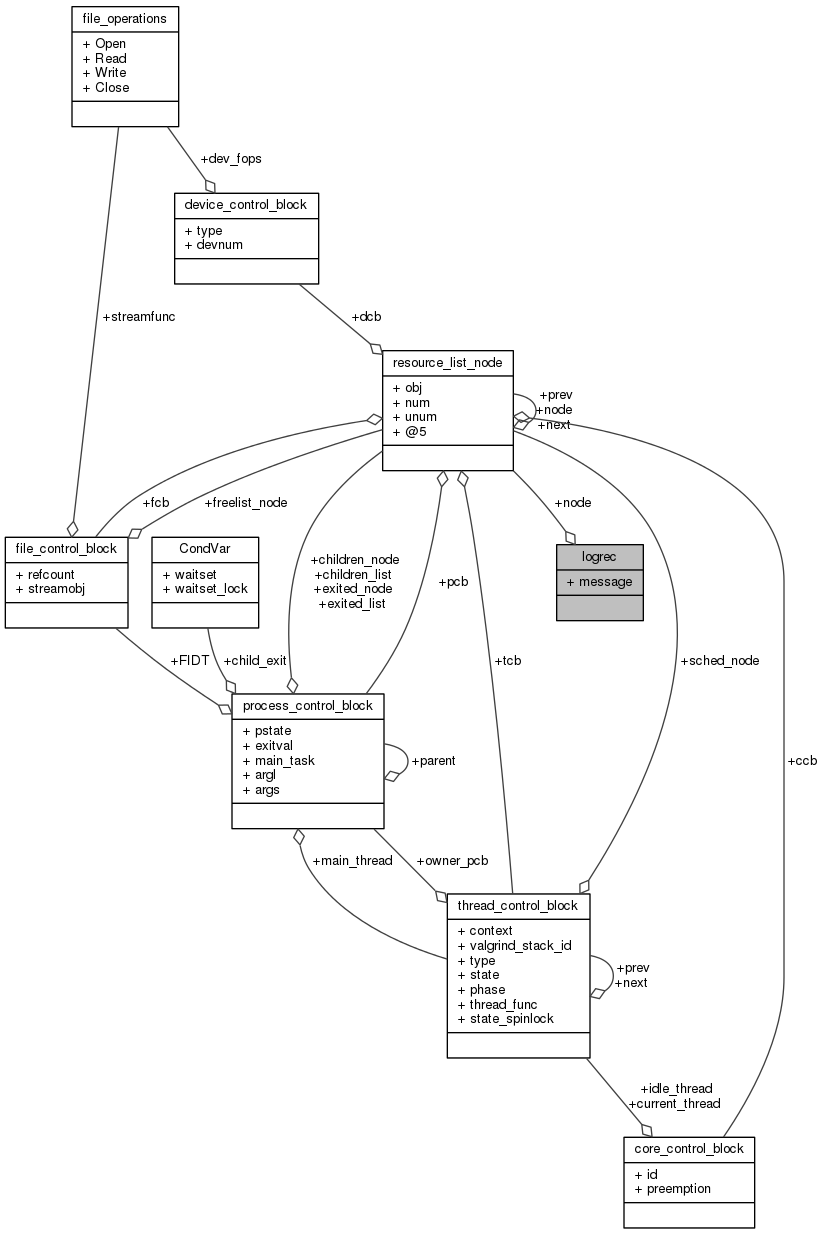 file_operations
+ Open
+ Read
+ Write
+ Close
+dev_fops
device_control_block
+ type
+ devnum
+streamfunc
+dcb
resource_list_node
+ obj
+ num
+ unum
+ @5
+prev
+node
+next
+fcb
+freelist_node
+node
file_control_block
+ refcount
+ streamobj
CondVar
+ waitset
+ waitset_lock
+children_node
+children_list
+exited_node
+exited_list
+pcb
logrec
+ message
+FIDT
+child_exit
+tcb
+sched_node
process_control_block
+ pstate
+ exitval
+ main_task
+ argl
+ args
+parent
+ccb
+main_thread
+owner_pcb
thread_control_block
+ context
+ valgrind_stack_id
+ type
+ state
+ phase
+ thread_func
+ state_spinlock
+prev
+next
+idle_thread
+current_thread
core_control_block
+ id
+ preemption